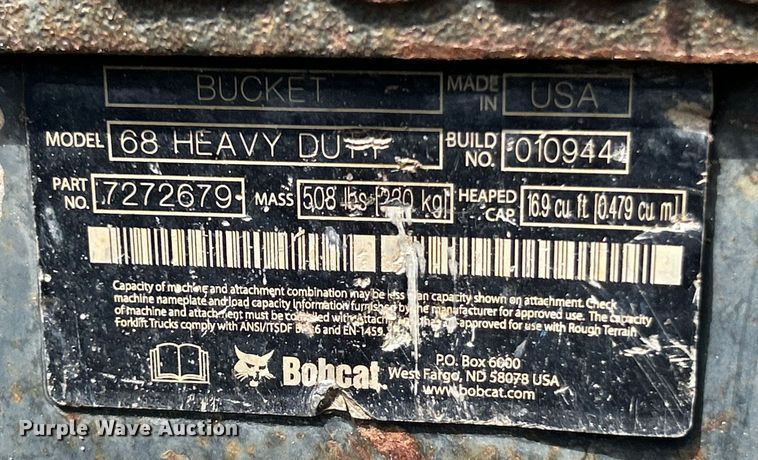 BUCKET
MADE IN USA
MODEL 68 HEAVY DUTY
BUILD NO. 010944
PART NO. 7272679
MASS 508 lbs [230 kg]
HEAPED CAP. 16.9 cu ft [0.479 cu m]
Capacity of machine and attachment combination may be less than capacity shown on attachment. Check
machine nameplate and load capacity information furnished by the manufacturer for approved use. The capacity
of machine and attachment must be complied with. Attachment approved for use with Rough Terrain
Forklift Trucks comply with ANSI/ITSDF and EN-1459.
Bobcat
P.O. Box 6000
West Fargo, ND 58078 USA
www.bobcat.com
Purple Wave Auction